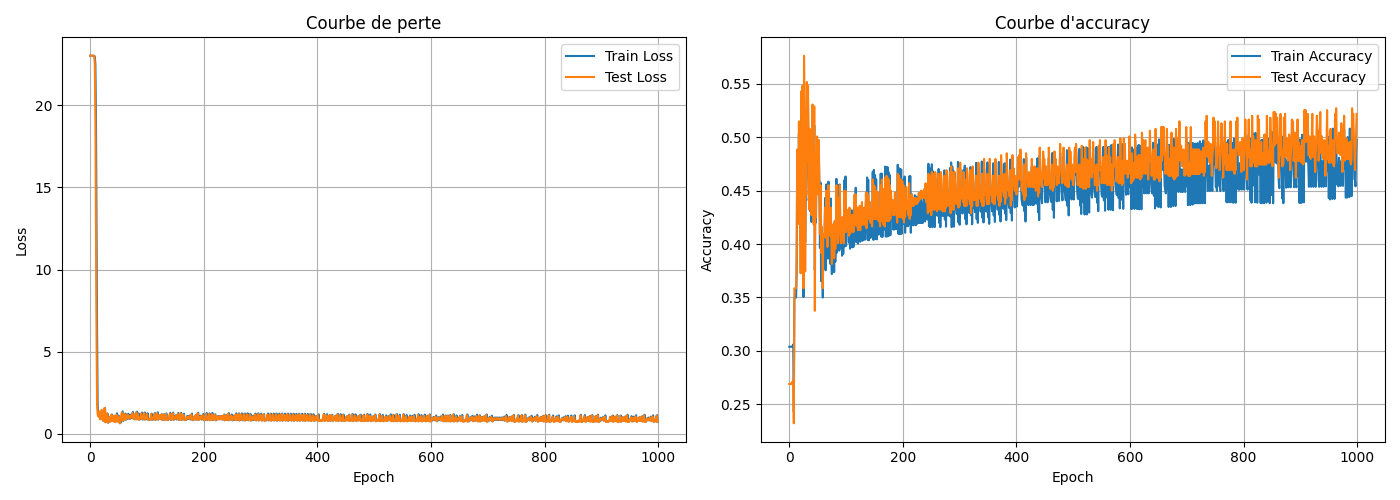 Courbe de perte
Train Loss
Test Loss
Loss
20
15
10
5
0
0 200 400 600 800 1000
Epoch
Courbe d'accuracy
Train Accuracy
Test Accuracy
Accuracy
0.55
0.50
0.45
0.40
0.35
0.30
0.25
0 200 400 600 800 1000
Epoch